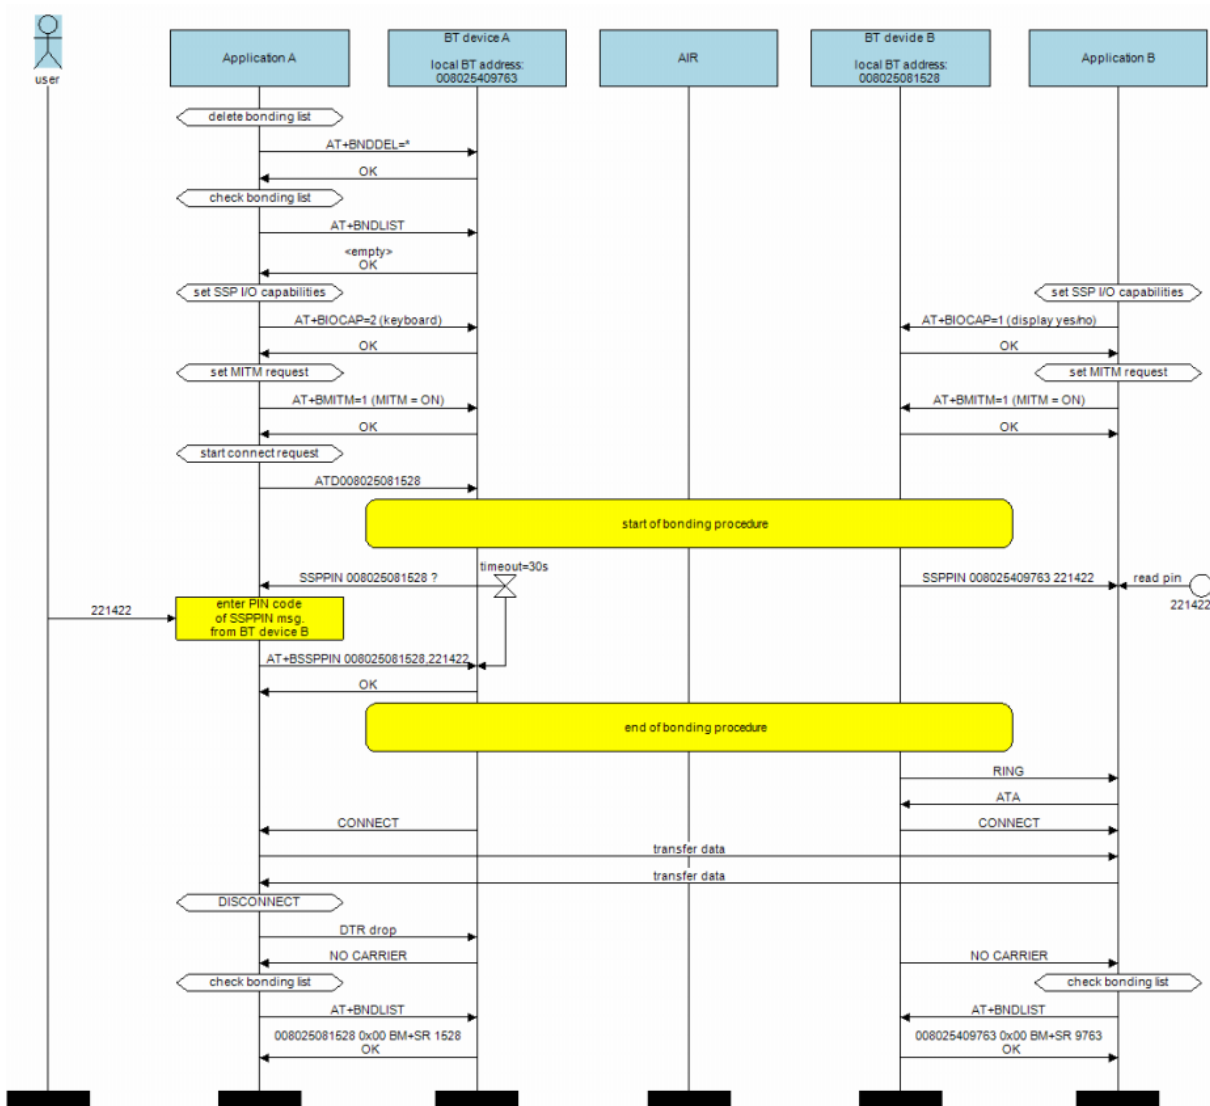 user
Application A
BT device A
local BT address:
008025409763
AIR
BT devide B
local BT address:
008025081528
Application B
delete bonding list
AT+BNDDEL=*
OK
check bonding list
AT+BNDLIST
<empty>
OK
set SSP I/O capabilities
set SSP I/O capabilities
AT+BIOCAP=2 (keyboard)
AT+BIOCAP=1 (display yes/no)
OK
OK
set MITM request
set MITM request
AT+BMITM=1 (MITM = ON)
AT+BMITM=1 (MITM = ON)
OK
OK
start connect request
ATD008025081528
start of bonding procedure
timeout=30s
SSPPIN 008025081528 ?
SSPPIN 008025409763 221422
read pin
221422
221422
enter PIN code
of SSPPIN msg.
from BT device B
AT+BSSPPIN 008025081528,221422
OK
end of bonding procedure
RING
ATA
CONNECT
CONNECT
transfer data
transfer data
DISCONNECT
DTR drop
NO CARRIER
NO CARRIER
check bonding list
check bonding list
AT+BNDLIST
AT+BNDLIST
008025081528 0x00 BM+SR 1528
OK
008025409763 0x00 BM+SR 9763
OK